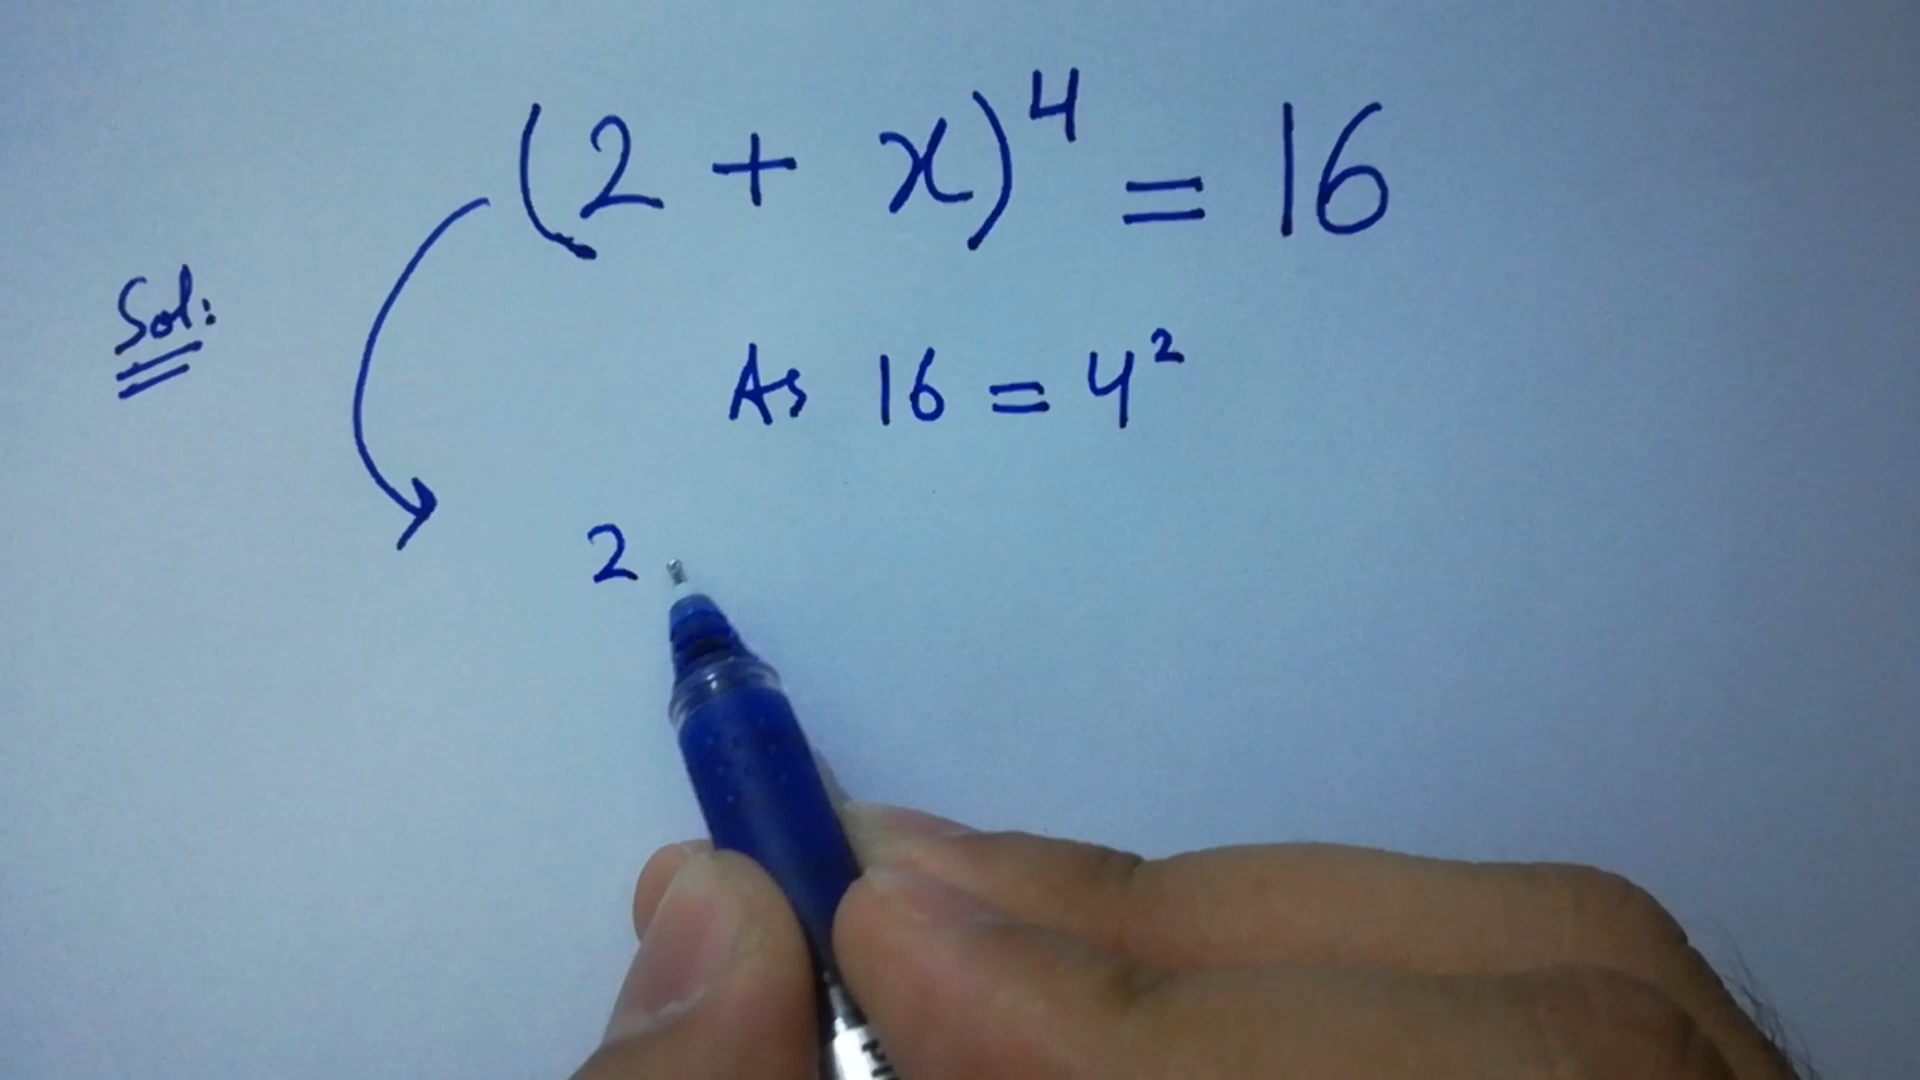 (2 + x)⁴ = 16
Sol:
As 16 = 4²
2